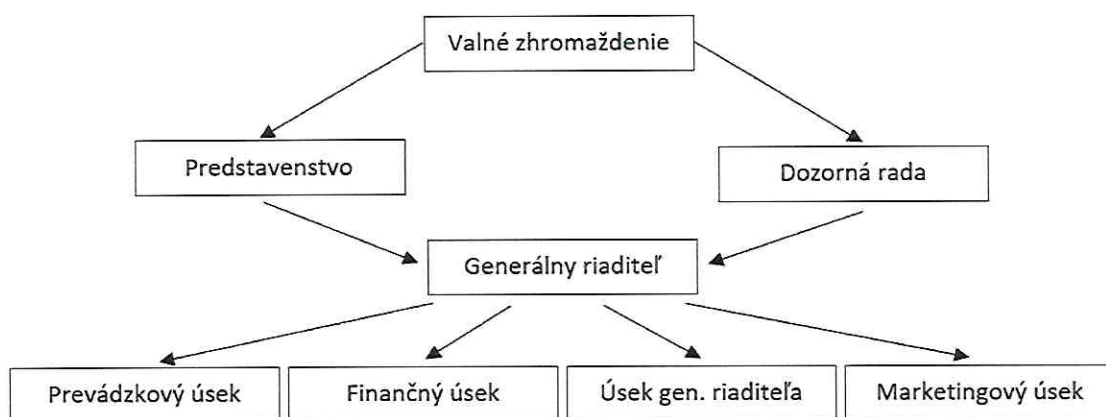 Valné zhromaždenie
Predstavenstvo
Dozorná rada
Generálny riaditeľ
Prevádzkový úsek
Finančný úsek
Úsek gen. riaditeľa
Marketingový úsek